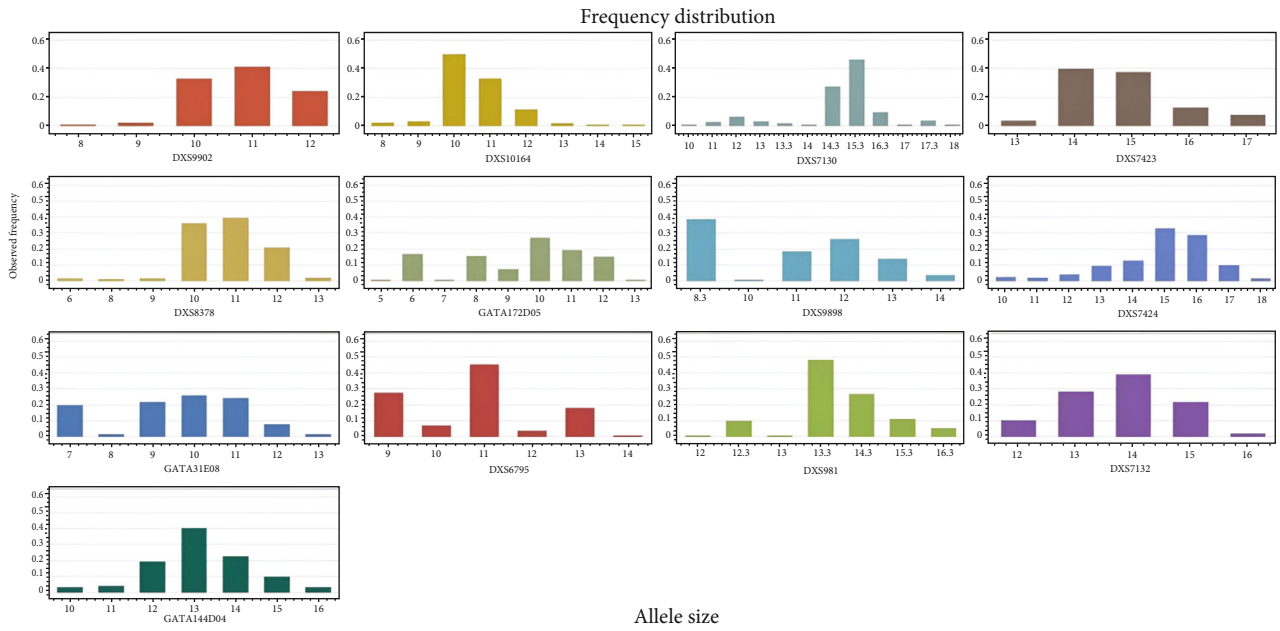 Frequency distribution
0.6
0.4
0.2
0
8 9 10 11 12
DXS9902
0.6
0.4
0.2
0
8 9 10 11 12 13 14 15
DXS10164
0.6
0.4
0.2
0
10 11 12 13 13.3 14 14.3 15.3 16.3 17 17.3 18
DXS7130
0.6
0.4
0.2
0
13 14 15 16 17
DXS7423
Observed frequency
0.6
0.5
0.4
0.3
0.2
0.1
0
6 8 9 10 11 12 13
DXS8378
0.6
0.5
0.4
0.3
0.2
0.1
0
5 6 7 8 9 10 11 12 13
GATA172D05
0.6
0.5
0.4
0.3
0.2
0.1
0
8.3 10 11 12 13 14
DXS9898
0.6
0.5
0.4
0.3
0.2
0.1
0
10 11 12 13 14 15 16 17 18
DXS7424
0.6
0.5
0.4
0.3
0.2
0.1
0
7 8 9 10 11 12 13
GATA31E08
0.6
0.5
0.4
0.3
0.2
0.1
0
9 10 11 12 13 14
DXS6795
0.6
0.5
0.4
0.3
0.2
0.1
0
12 12.3 13 13.3 14.3 15.3 16.3
DXS981
0.6
0.5
0.4
0.3
0.2
0.1
0
12 13 14 15 16
DXS7132
0.6
0.5
0.4
0.3
0.2
0.1
0
10 11 12 13 14 15 16
GATA144D04
Allele size